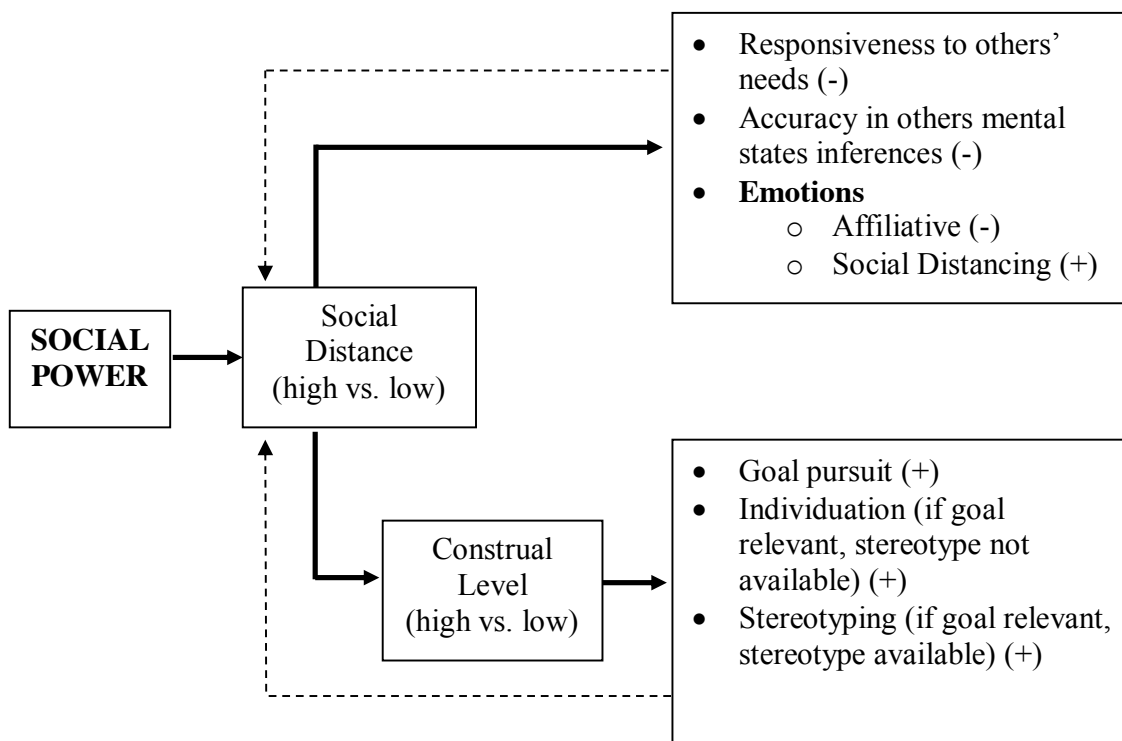 • Responsiveness to others’
needs (-)
• Accuracy in others mental
states inferences (-)
• Emotions
o Affiliative (-)
o Social Distancing (+)
SOCIAL
POWER
Social
Distance
(high vs. low)
Construal
Level
(high vs. low)
• Goal pursuit (+)
• Individuation (if goal
relevant, stereotype not
available) (+)
• Stereotyping (if goal relevant,
stereotype available) (+)